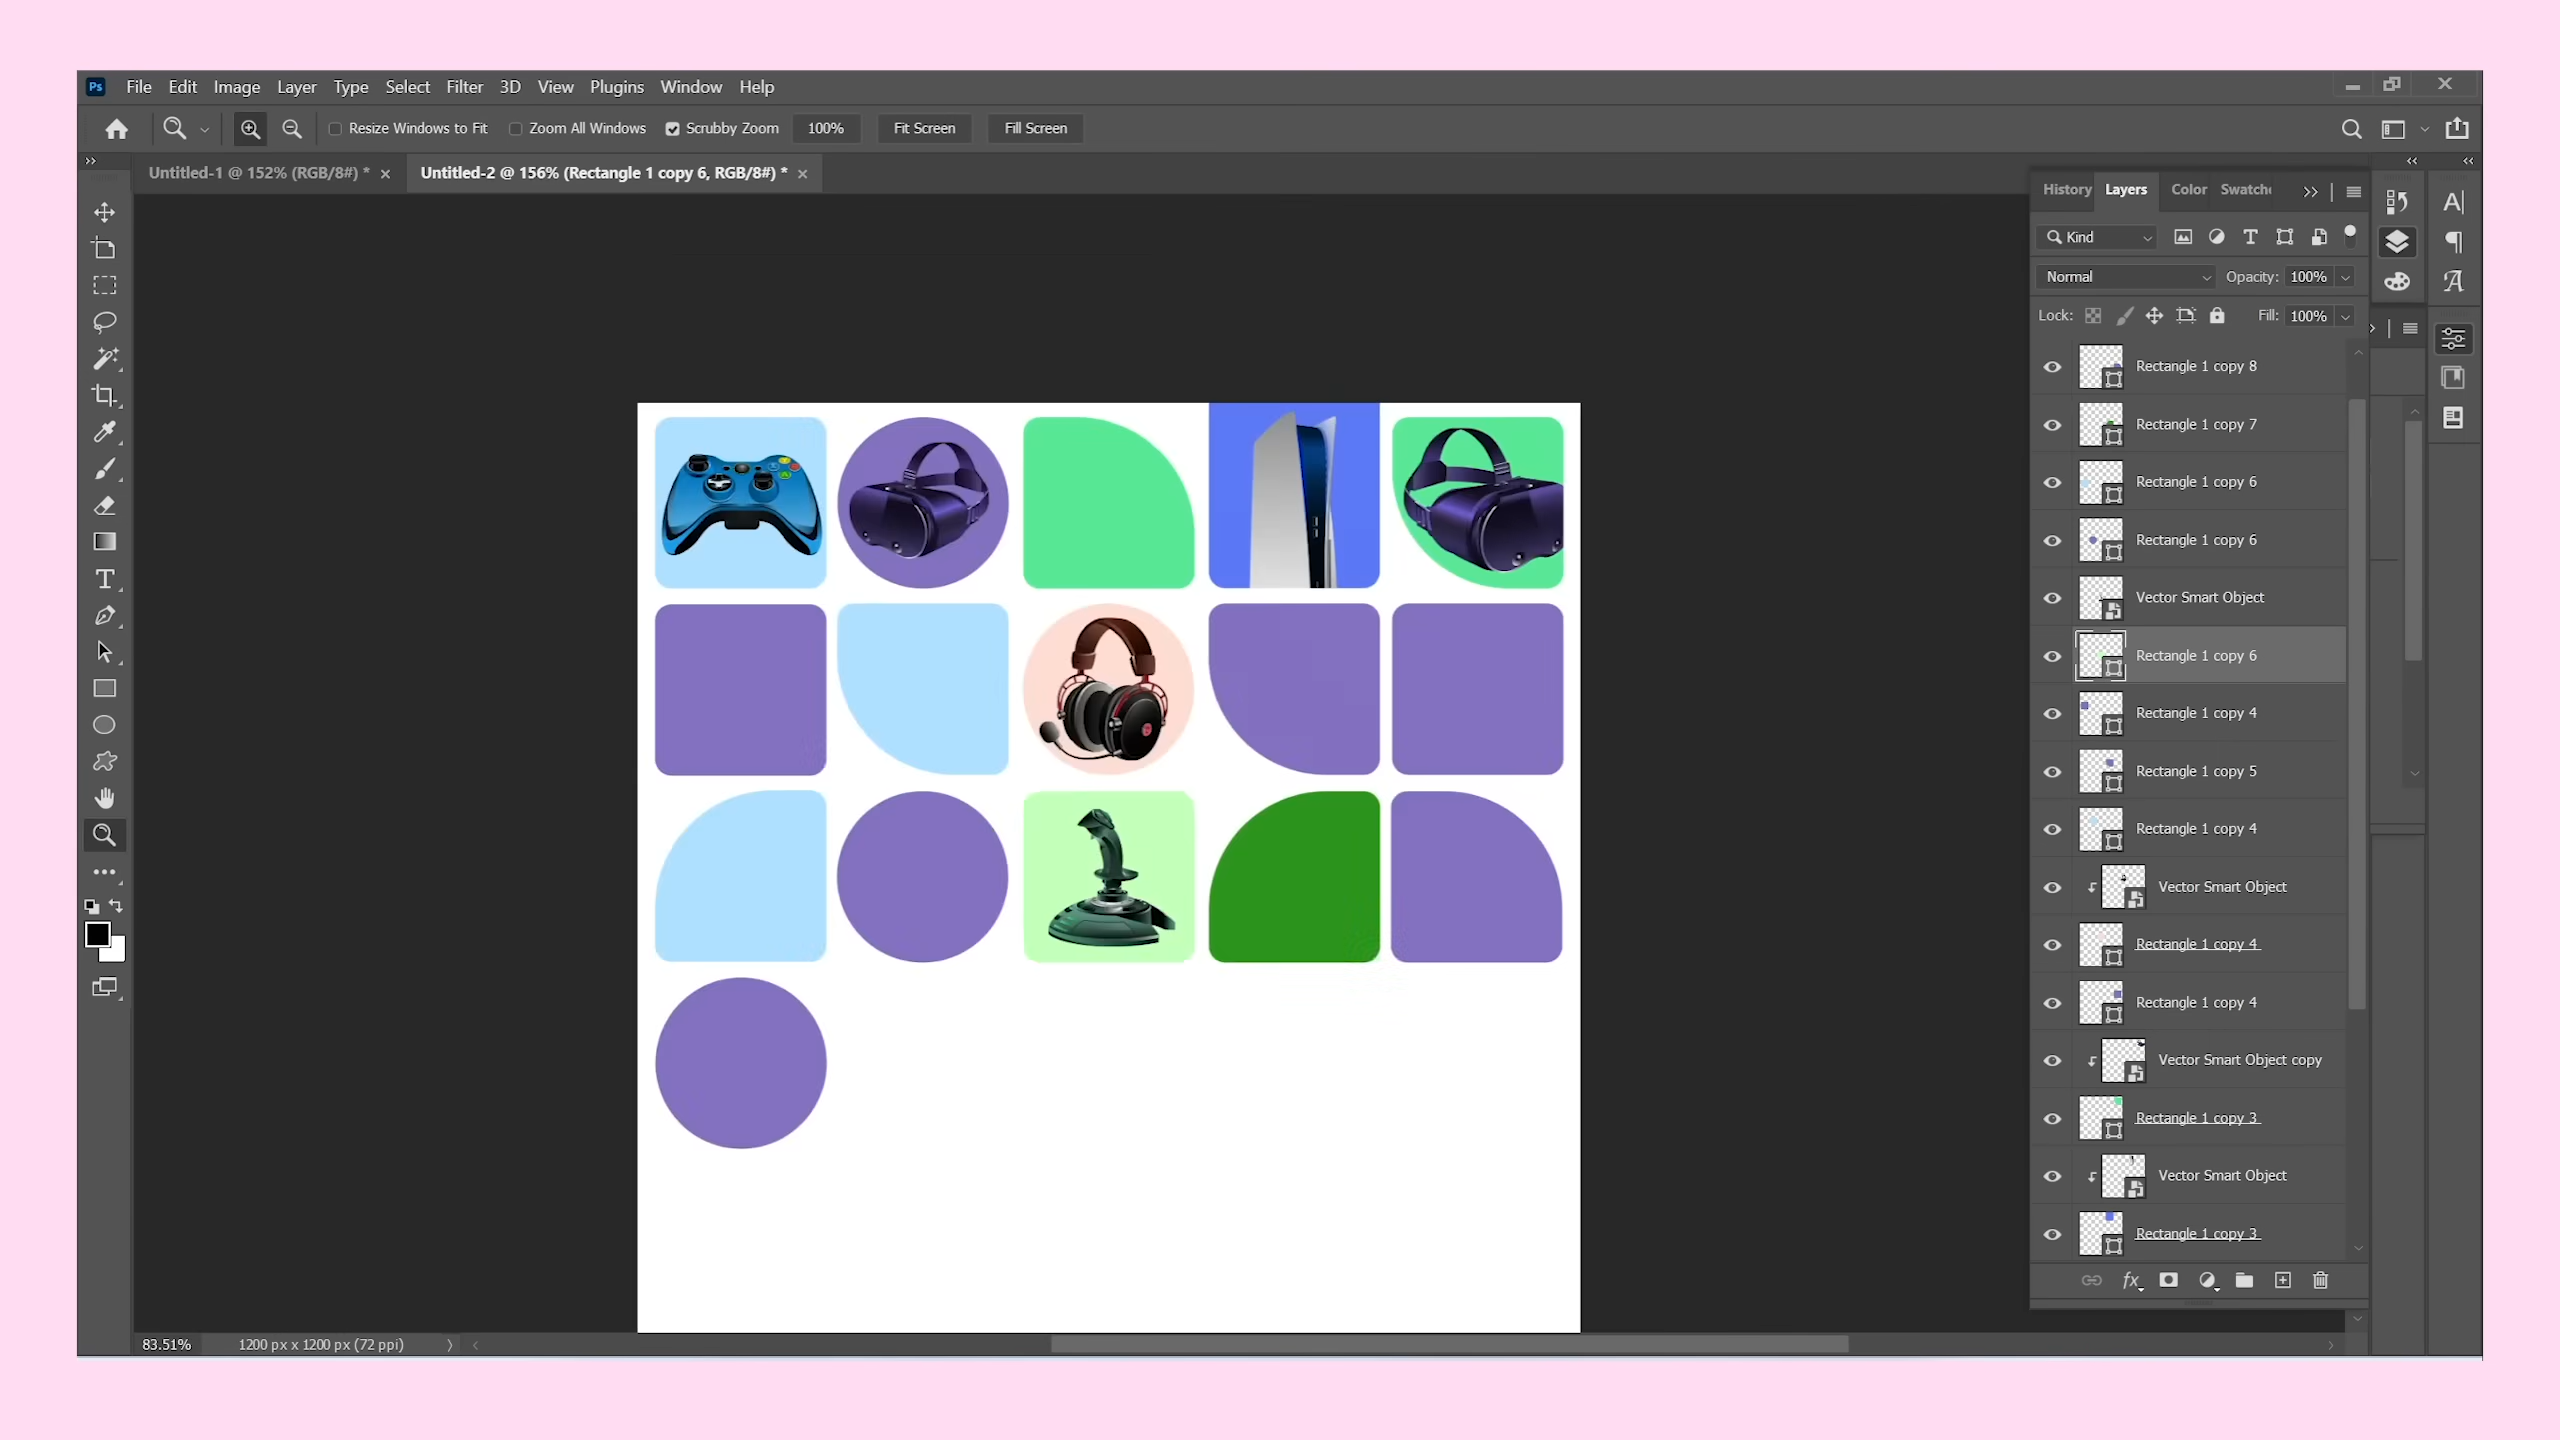 Ps File Edit Image Layer Type Select Filter 3D View Plugins Window Help
Resize Windows to Fit Zoom All Windows Scrubby Zoom 100% Fit Screen Fill Screen
Untitled-1 @ 152% (RGB/8#) * Untitled-2 @ 156% (Rectangle 1 copy 6, RGB/8#) *
History Layers Color Swatche
Kind
Normal Opacity: 100%
Lock: Fill: 100%
Rectangle 1 copy 8
Rectangle 1 copy 7
Rectangle 1 copy 6
Rectangle 1 copy 6
Vector Smart Object
Rectangle 1 copy 6
Rectangle 1 copy 4
Rectangle 1 copy 5
Rectangle 1 copy 4
Vector Smart Object
Rectangle 1 copy 4
Rectangle 1 copy 4
Vector Smart Object copy
Rectangle 1 copy 3
Vector Smart Object
Rectangle 1 copy 3
fx
83.51% 1200 px x 1200 px (72 ppi)